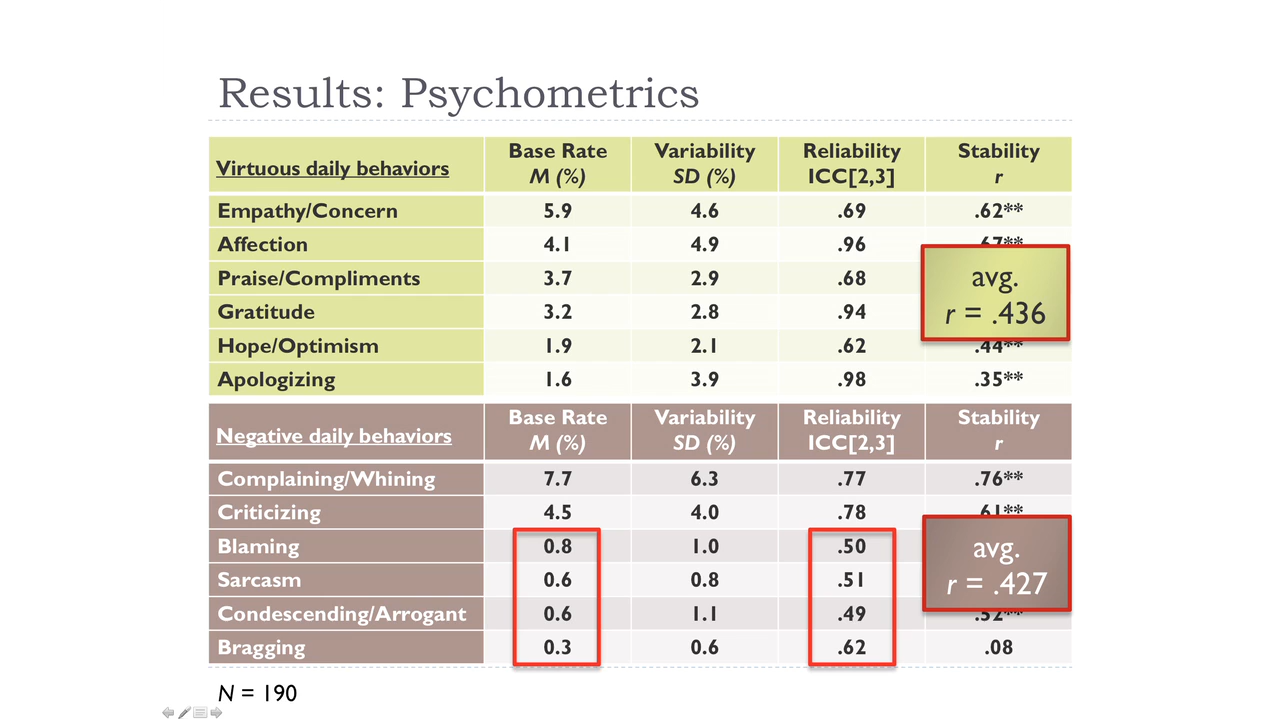 Results: Psychometrics
Virtuous daily behaviors Base Rate M (%) Variability SD (%) Reliability ICC[2,3] Stability r
Empathy/Concern 5.9 4.6 .69 .62**
Affection 4.1 4.9 .96 .67**
Praise/Compliments 3.7 2.9 .68
Gratitude 3.2 2.8 .94
Hope/Optimism 1.9 2.1 .62 .44**
Apologizing 1.6 3.9 .98 .35**
avg.
r = .436
Negative daily behaviors Base Rate M (%) Variability SD (%) Reliability ICC[2,3] Stability r
Complaining/Whining 7.7 6.3 .77 .76**
Criticizing 4.5 4.0 .78 .61**
Blaming 0.8 1.0 .50
Sarcasm 0.6 0.8 .51
Condescending/Arrogant 0.6 1.1 .49 .52**
Bragging 0.3 0.6 .62 .08
avg.
r = .427
N = 190